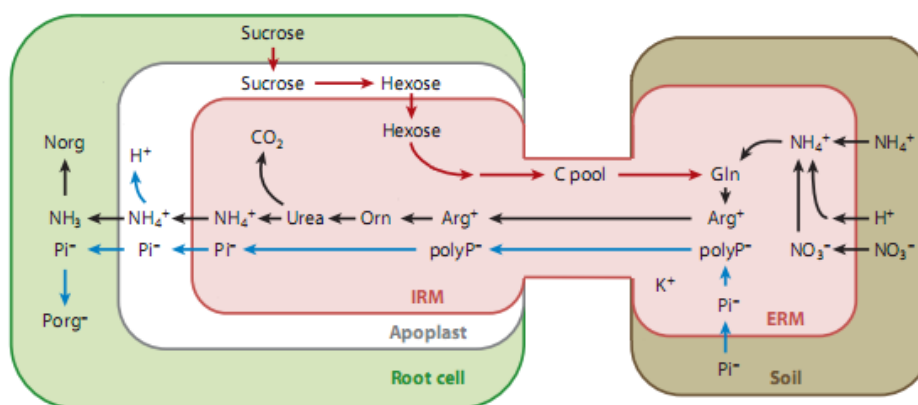 Sucrose
Sucrose Hexose
Hexose
CO₂
Norg
H⁺
NH₄⁺ NH₄⁺
C pool Gln
NH₃ NH₄⁺ NH₄⁺ Urea Orn Arg⁺ Arg⁺ H⁺
Pi⁻ Pi⁻ Pi⁻ polyP⁻ polyP⁻ NO₃⁻ NO₃⁻
K⁺
IRM Pi⁻ ERM
Porg⁻
Apoplast
Root cell Pi⁻ Soil